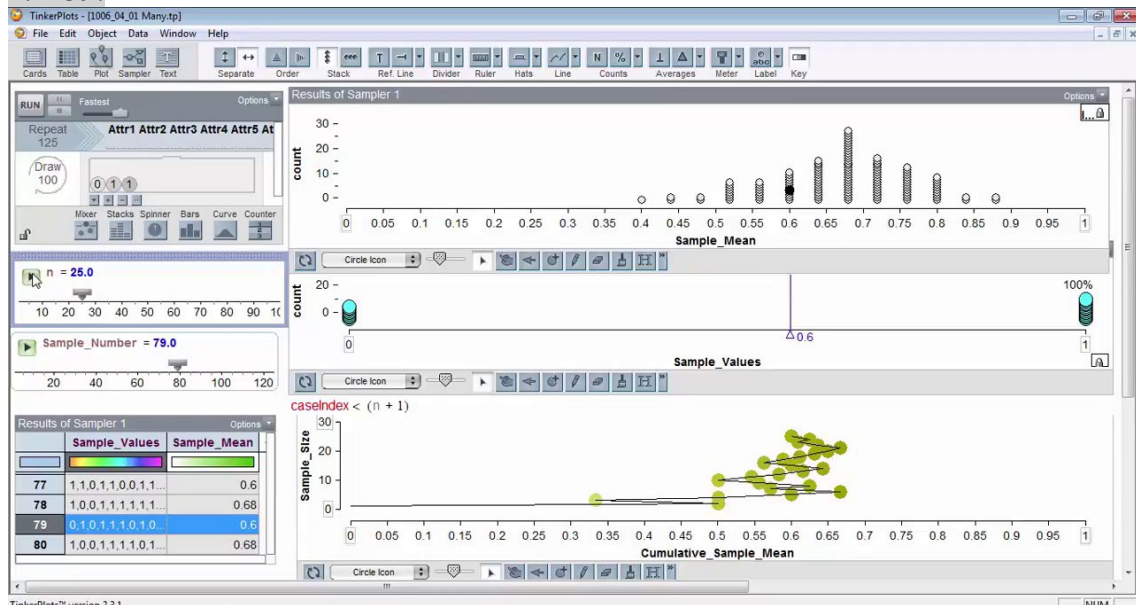 TinkerPlots - [1006_04_01 Many.tp]
File Edit Object Data Window Help
Cards Table Plot Sampler Text Separate Order Stack Ref. Line Divider Ruler Hats Line Counts Averages Meter Label Key
RUN Fastest Options
Repeat 125
Attr1 Attr2 Attr3 Attr4 Attr5 At
Draw 100
0 1 1
Mixer Stacks Spinner Bars Curve Counter
n = 25.0
10 20 30 40 50 60 70 80 90 10
Sample_Number = 79.0
20 40 60 80 100 120
Results of Sampler 1 Options
Sample_Values Sample_Mean
77 1,1,0,1,1,0,0,1,1... 0.6
78 1,0,0,1,1,1,1,1... 0.68
79 0,1,0,1,1,1,0,1,0... 0.6
80 1,0,0,1,1,1,1,0,1... 0.68
Results of Sampler 1 Options
count
30
20
10
0
0 0.05 0.1 0.15 0.2 0.25 0.3 0.35 0.4 0.45 0.5 0.55 0.6 0.65 0.7 0.75 0.8 0.85 0.9 0.95 1
Sample_Mean
Circle Icon
count
20
0
100%
0.6
0 1
Sample_Values
Circle Icon
caseIndex < (n + 1)
Sample_Size
30
20
10
0
0 0.05 0.1 0.15 0.2 0.25 0.3 0.35 0.4 0.45 0.5 0.55 0.6 0.65 0.7 0.75 0.8 0.85 0.9 0.95 1
Cumulative_Sample_Mean
Circle Icon
TinkerPlots™ version 2.3.1
NUM